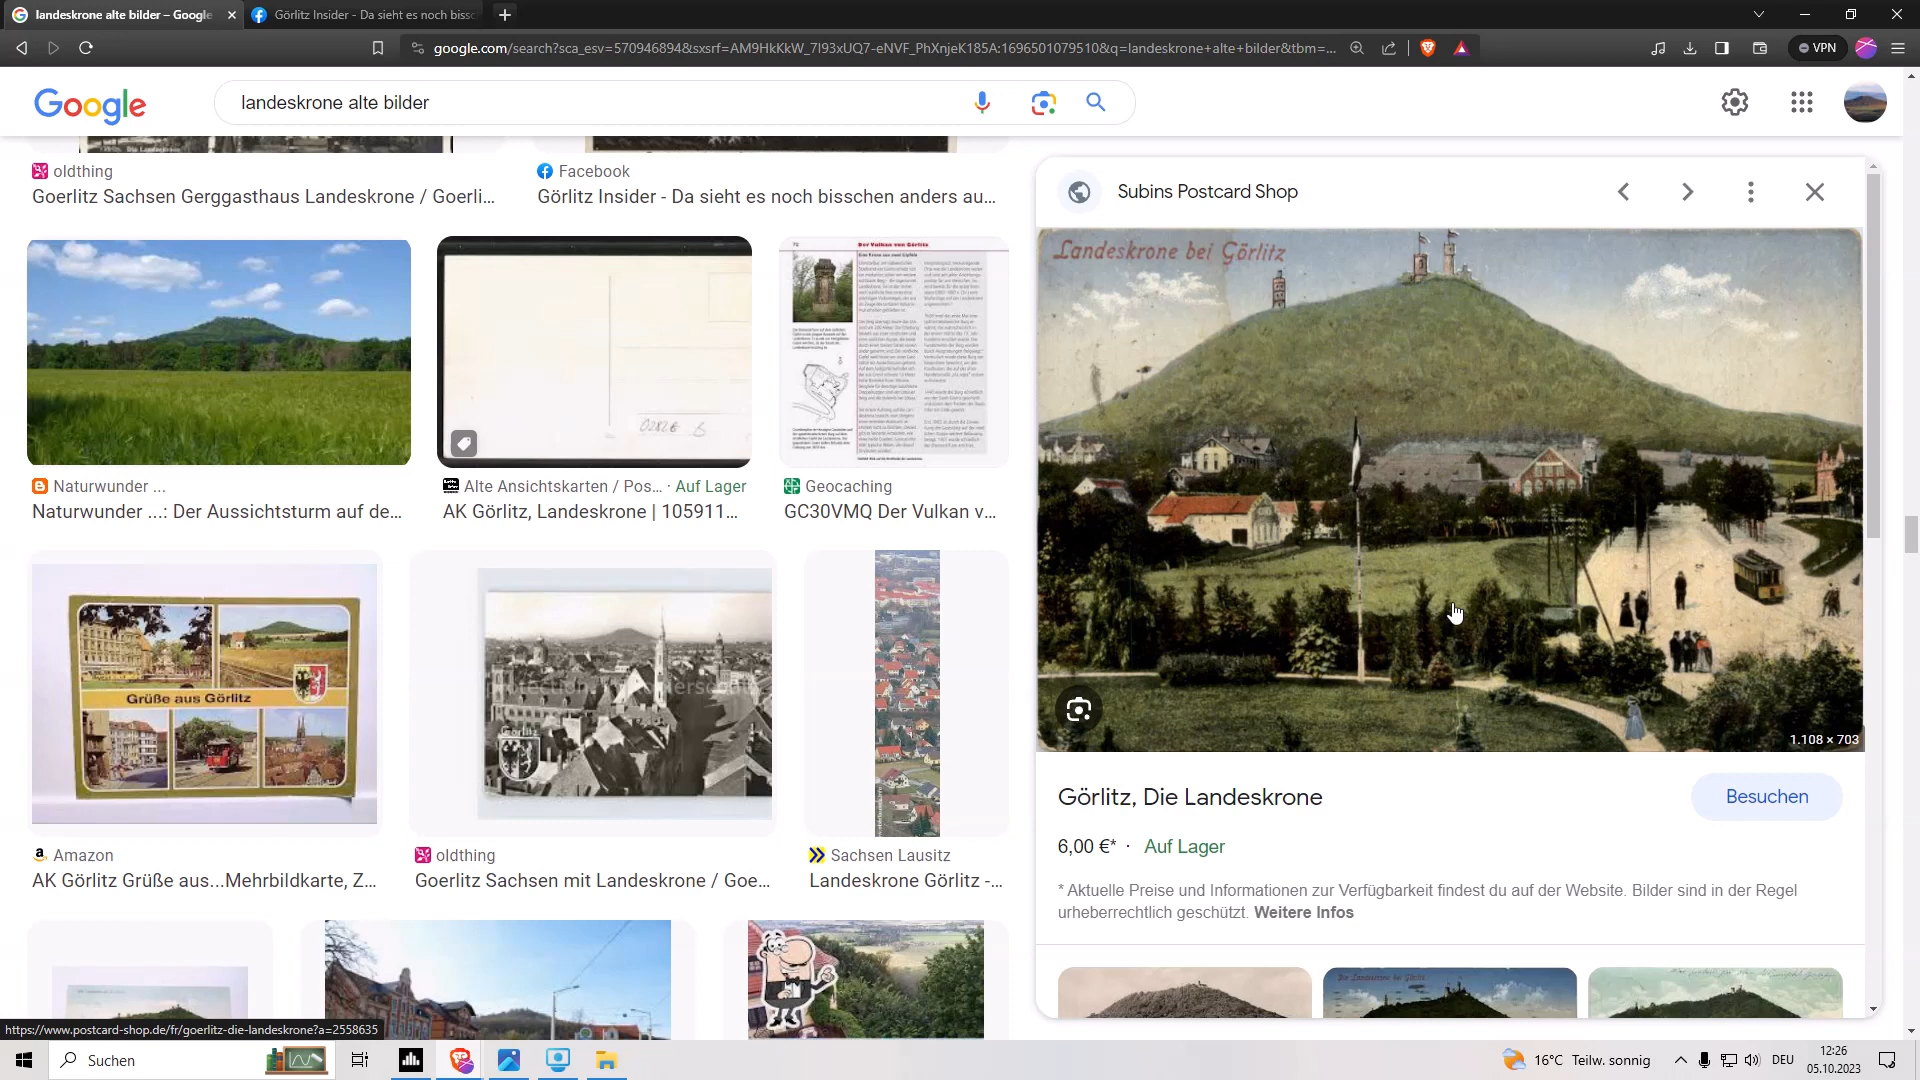 landeskrone alte bilder – Google
Görlitz Insider - Da sieht es noch bissc
google.com/search?sca_esv=570946894&sxsrf=AM9HkKkW_7I93xUQ7-eNVF_PhXnjeK185A:1696501079510&q=landeskrone+alte+bilder&tbm=...
VPN
Google
landeskrone alte bilder
oldthing
Goerlitz Sachsen Gerggasthaus Landeskrone / Goerli...
Facebook
Görlitz Insider - Da sieht es noch bisschen anders au...
Der Vulkan von Görlitz
Naturwunder ...
Naturwunder ...: Der Aussichtsturm auf de...
Alte Ansichtskarten / Pos... · Auf Lager
AK Görlitz, Landeskrone | 105911...
Geocaching
GC30VMQ Der Vulkan v...
Grüße aus Görlitz
Görlitz
Amazon
AK Görlitz Grüße aus...Mehrbildkarte, Z...
oldthing
Goerlitz Sachsen mit Landeskrone / Goe...
Sachsen Lausitz
Landeskrone Görlitz -...
Subins Postcard Shop
Landeskrone bei Görlitz
1.108 × 703
Görlitz, Die Landeskrone
Besuchen
6,00 €* · Auf Lager
* Aktuelle Preise und Informationen zur Verfügbarkeit findest du auf der Website. Bilder sind in der Regel
urheberrechtlich geschützt. Weitere Infos
https://www.postcard-shop.de/fr/goerlitz-die-landeskrone?a=2558635
Suchen
16°C Teilw. sonnig
DEU
12:26
05.10.2023